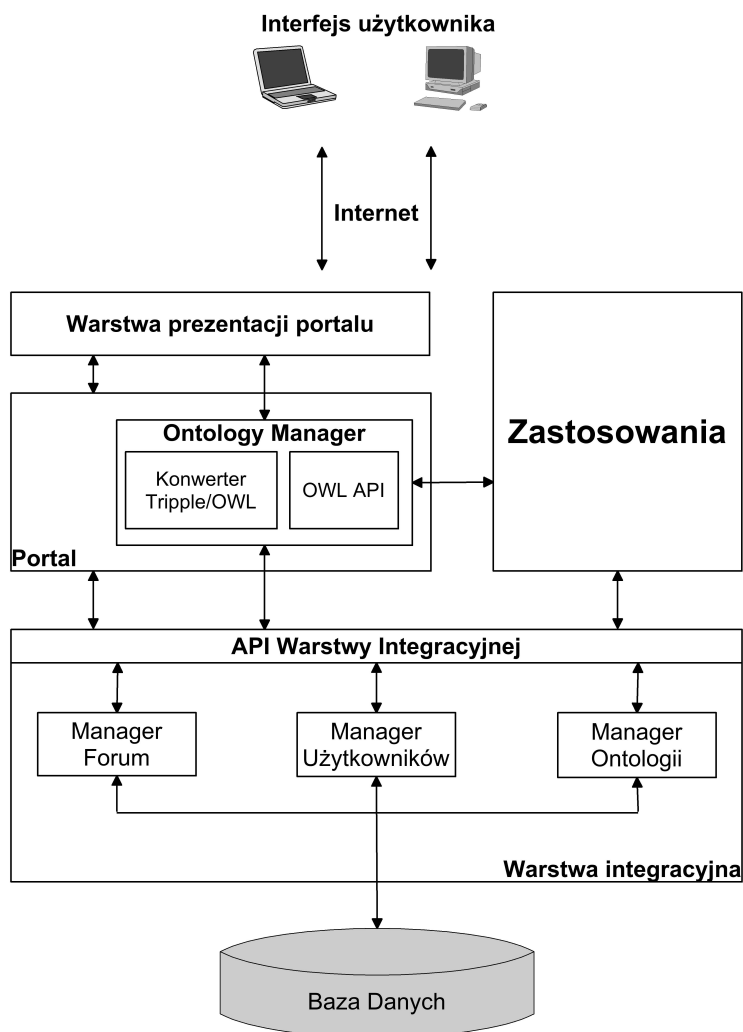 Interfejs użytkownika
Internet
Warstwa prezentacji portalu
Zastosowania
Ontology Manager
Konwerter
Tripple/OWL
OWL API
Portal
API Warstwy Integracyjnej
Manager
Forum
Manager
Użytkowników
Manager
Ontologii
Warstwa integracyjna
Baza Danych